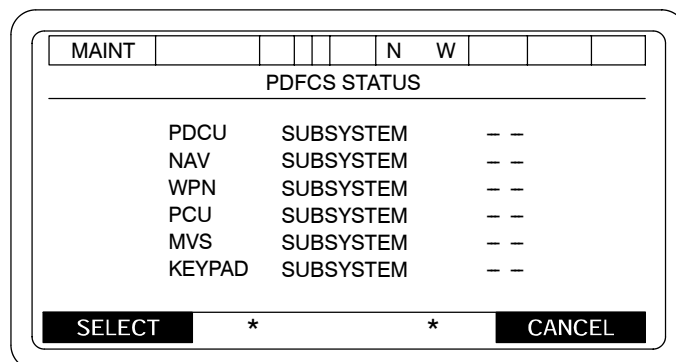 MAINT N W
PDFCS STATUS
PDCU SUBSYSTEM – –
NAV SUBSYSTEM – –
WPN SUBSYSTEM – –
PCU SUBSYSTEM – –
MVS SUBSYSTEM – –
KEYPAD SUBSYSTEM – –
SELECT * * CANCEL